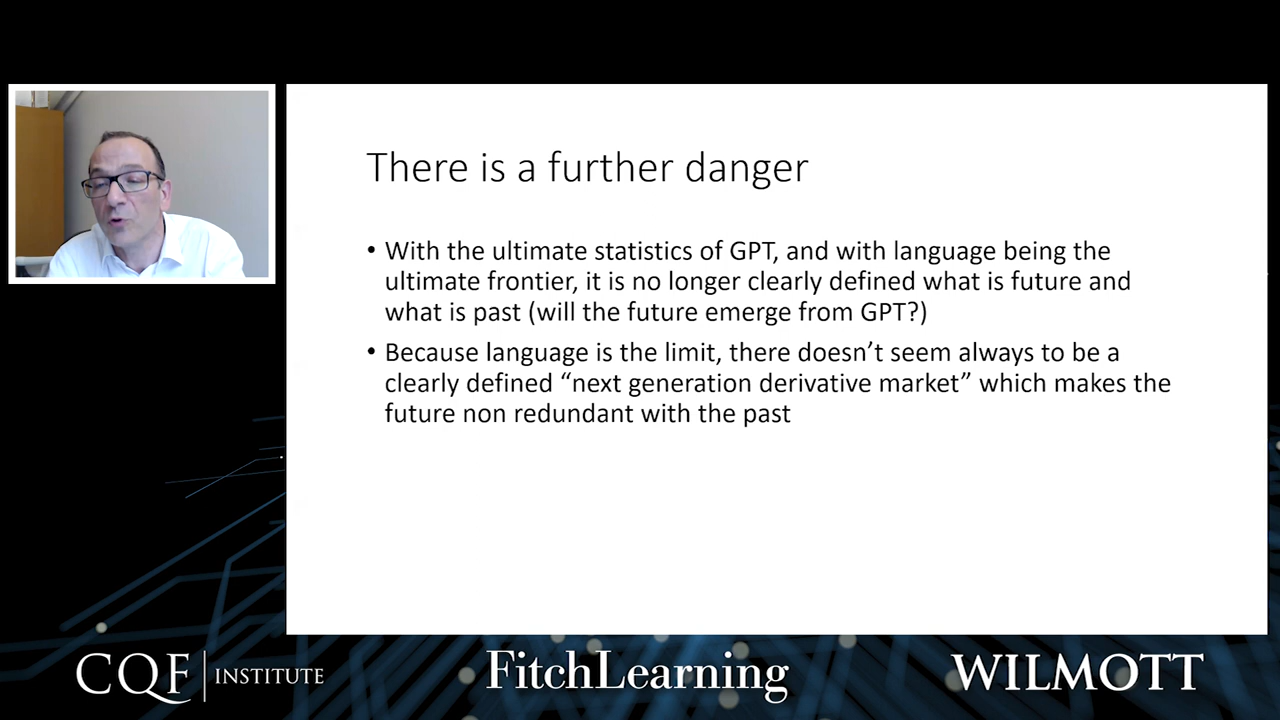 There is a further danger
• With the ultimate statistics of GPT, and with language being the
ultimate frontier, it is no longer clearly defined what is future and
what is past (will the future emerge from GPT?)
• Because language is the limit, there doesn’t seem always to be a
clearly defined “next generation derivative market” which makes the
future non redundant with the past
CQF INSTITUTE
FitchLearning
WILMOTT